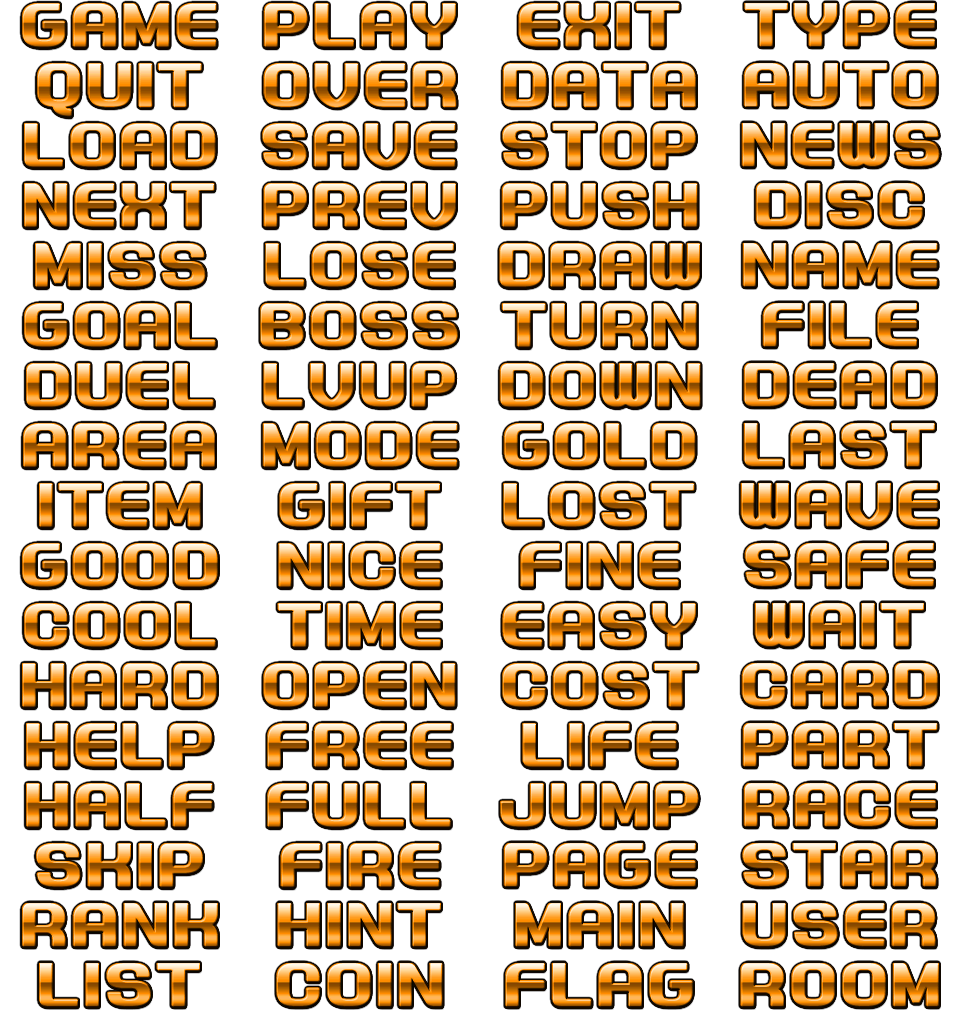 GAME PLAY EXIT TYPE
QUIT OVER DATA AUTO
LOAD SAVE STOP NEWS
NEXT PREV PUSH DISC
MISS LOSE DRAW NAME
GOAL BOSS TURN FILE
DUEL LVUP DOWN DEAD
AREA MODE GOLD LAST
ITEM GIFT LOST WAVE
GOOD NICE FINE SAFE
COOL TIME EASY WAIT
HARD OPEN COST CARD
HELP FREE LIFE PART
HALF FULL JUMP RACE
SKIP FIRE PAGE STAR
RANK HINT MAIN USER
LIST COIN FLAG ROOM